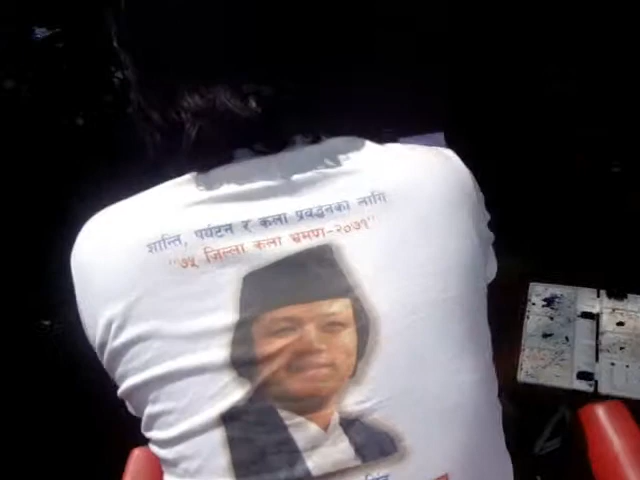 शान्ति, पर्यटन र कला प्रवर्द्धनका लागि
"७५ जिल्ला कला भ्रमण-२०७१"